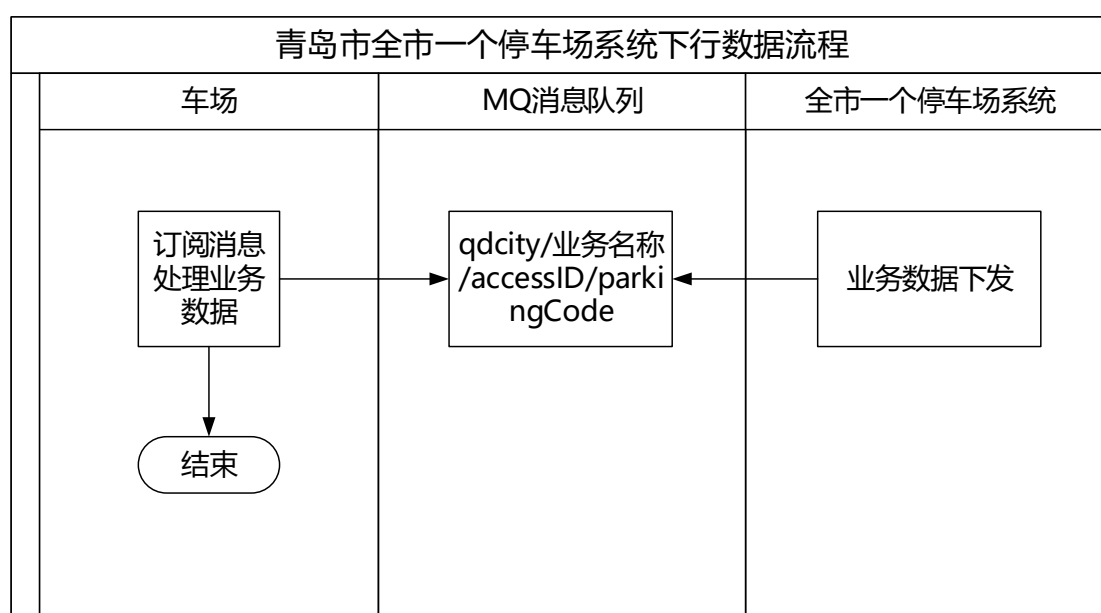 青岛市全市一个停车场系统下行数据流程
车场
MQ消息队列
全市一个停车场系统
订阅消息
处理业务
数据
qdcity/业务名称
/accessID/parki
ngCode
业务数据下发
结束